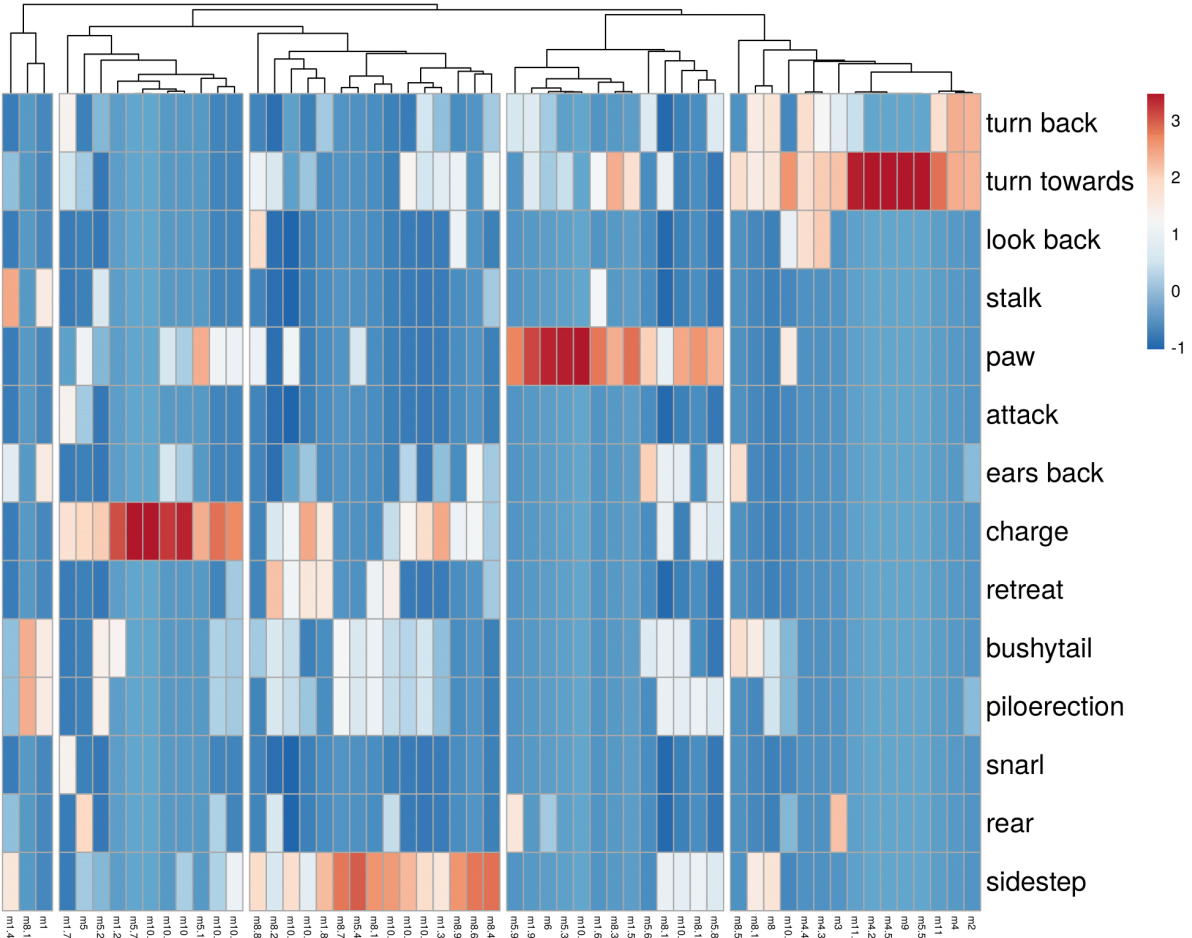 turn back
turn towards
look back
stalk
paw
attack
ears back
charge
retreat
bushytail
piloerection
snarl
rear
sidestep
3
2
1
0
-1
m1.4 m8.1 m1 m1.7 m5 m5.2 m1.2 m5.7 m10. m10. m10 m5.1 m10. m10. m8.8 m8.2 m10. m10. m1.8 m8.7 m5.4 m8.1 m10. m10. m10. m1.3 m8.9 m8.6 m8.4 m5.9 m1.9 m6 m5.3 m10. m1.6 m8.3 m1.5 m5.6 m8.1 m10. m8.1 m5.8 m8.5 m8.1 m8 m10. m4.4 m4.3 m3 m11. m4.2 m4.5 m9 m5.5 m11 m4 m2